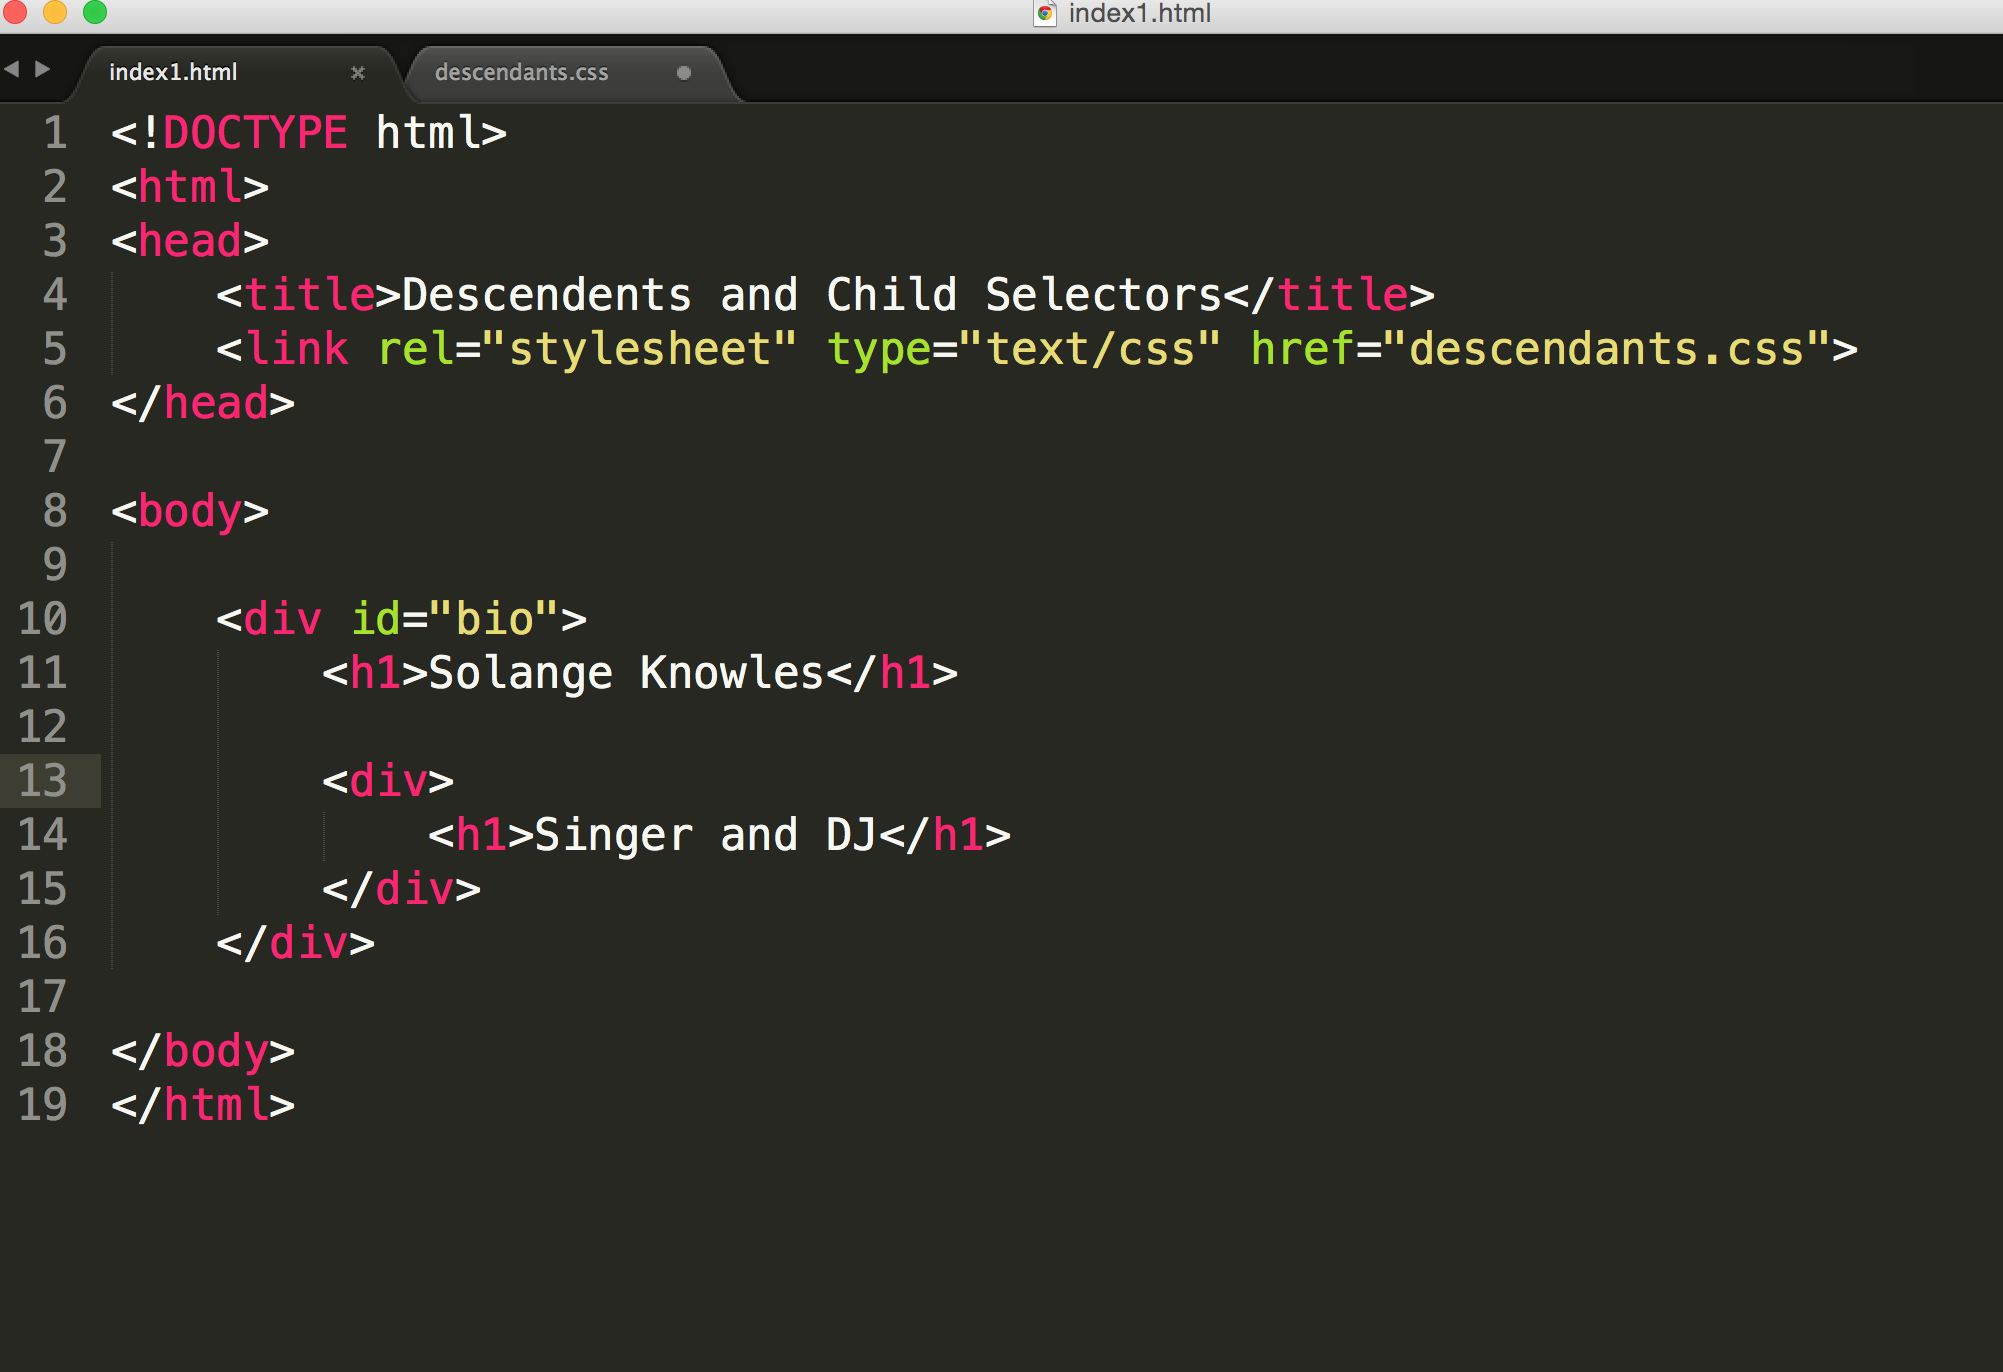 index1.html
index1.html descendants.css
1 <!DOCTYPE html>
2 <html>
3 <head>
4 <title>Descendents and Child Selectors</title>
5 <link rel="stylesheet" type="text/css" href="descendants.css">
6 </head>
7
8 <body>
9
10 <div id="bio">
11 <h1>Solange Knowles</h1>
12
13 <div>
14 <h1>Singer and DJ</h1>
15 </div>
16 </div>
17
18 </body>
19 </html>